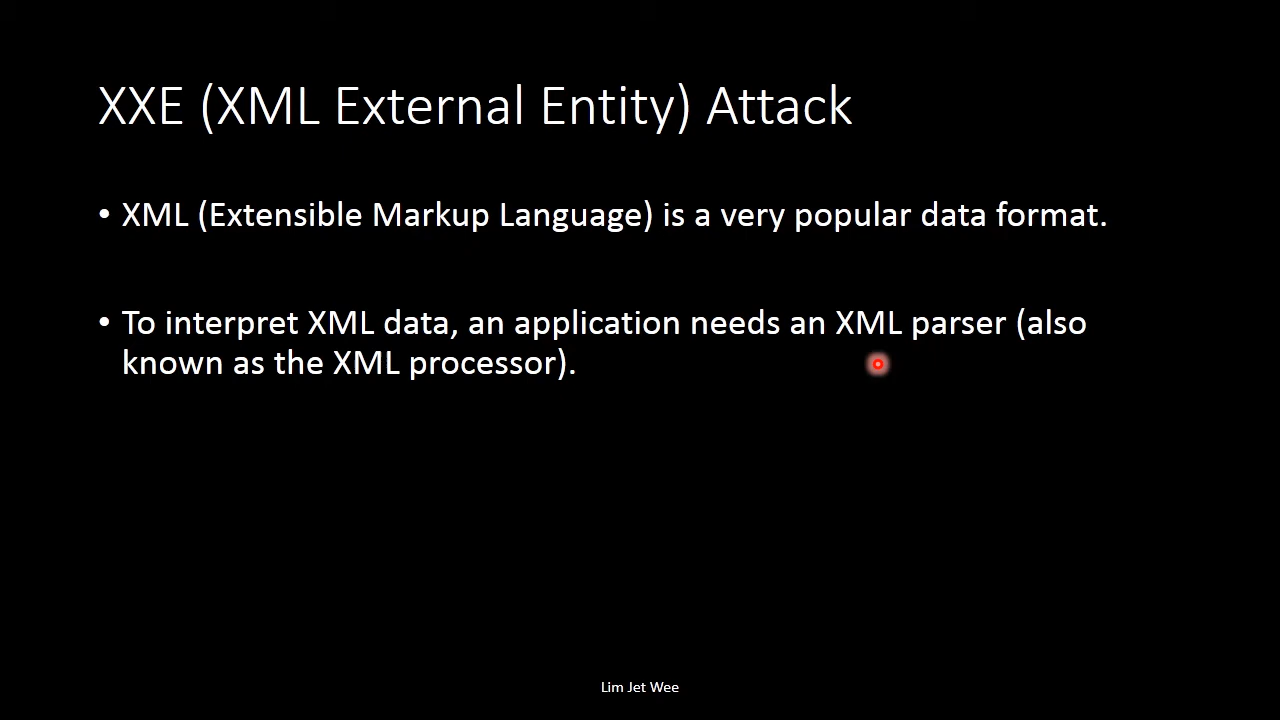 XXE (XML External Entity) Attack
• XML (Extensible Markup Language) is a very popular data format.
• To interpret XML data, an application needs an XML parser (also
known as the XML processor).
Lim Jet Wee